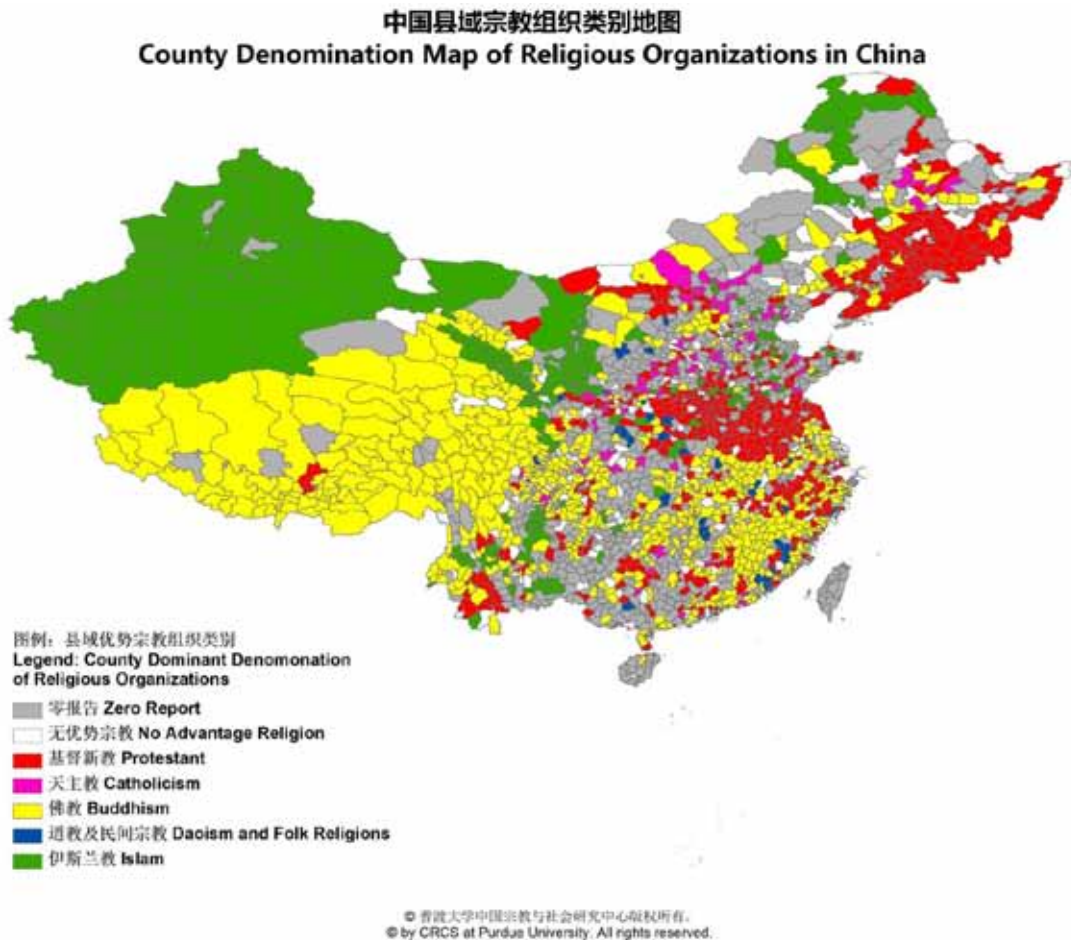 中国县域宗教组织类别地图
County Denomination Map of Religious Organizations in China
图例：县域优势宗教组织类别
Legend: County Dominant Denomonation
of Religious Organizations
零报告 Zero Report
无优势宗教 No Advantage Religion
基督新教 Protestant
天主教 Catholicism
佛教 Buddhism
道教及民间宗教 Daoism and Folk Religions
伊斯兰教 Islam
© 普渡大学中国宗教与社会研究中心版权所有。
© by CRCS at Purdue University. All rights reserved.